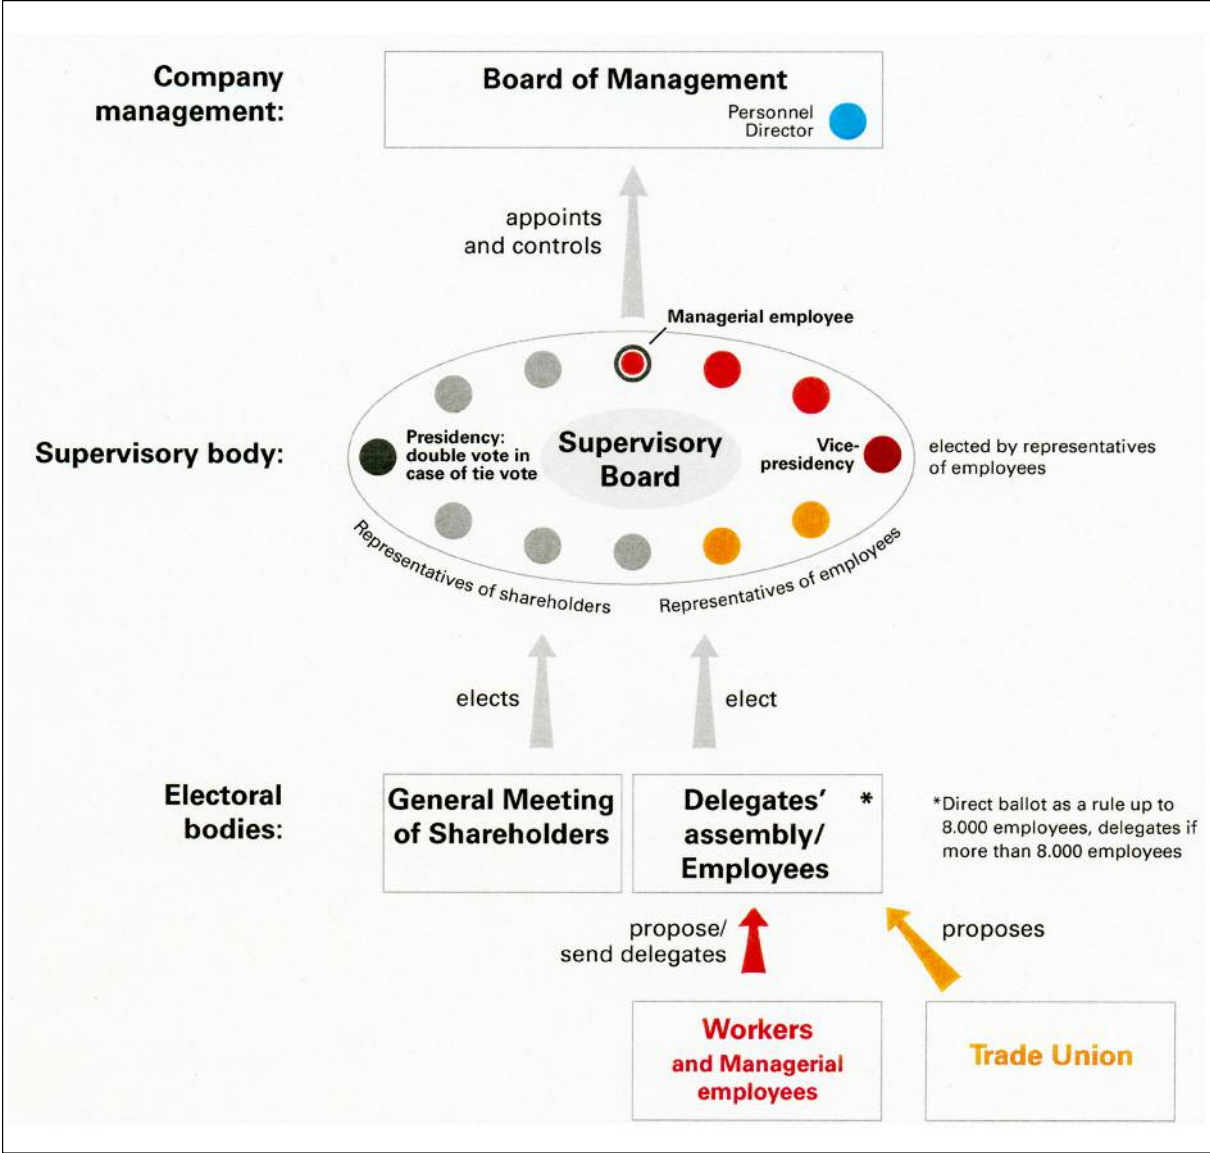 Company
management:
Board of Management
Personnel
Director
appoints
and controls
Managerial employee
Supervisory body:
Presidency:
double vote in
case of tie vote
Supervisory
Board
Vice-
presidency
elected by representatives
of employees
Representatives of shareholders
Representatives of employees
elects
elect
Electoral
bodies:
General Meeting
of Shareholders
Delegates' *
assembly/
Employees
*Direct ballot as a rule up to
8.000 employees, delegates if
more than 8.000 employees
propose/
send delegates
proposes
Workers
and Managerial
employees
Trade Union